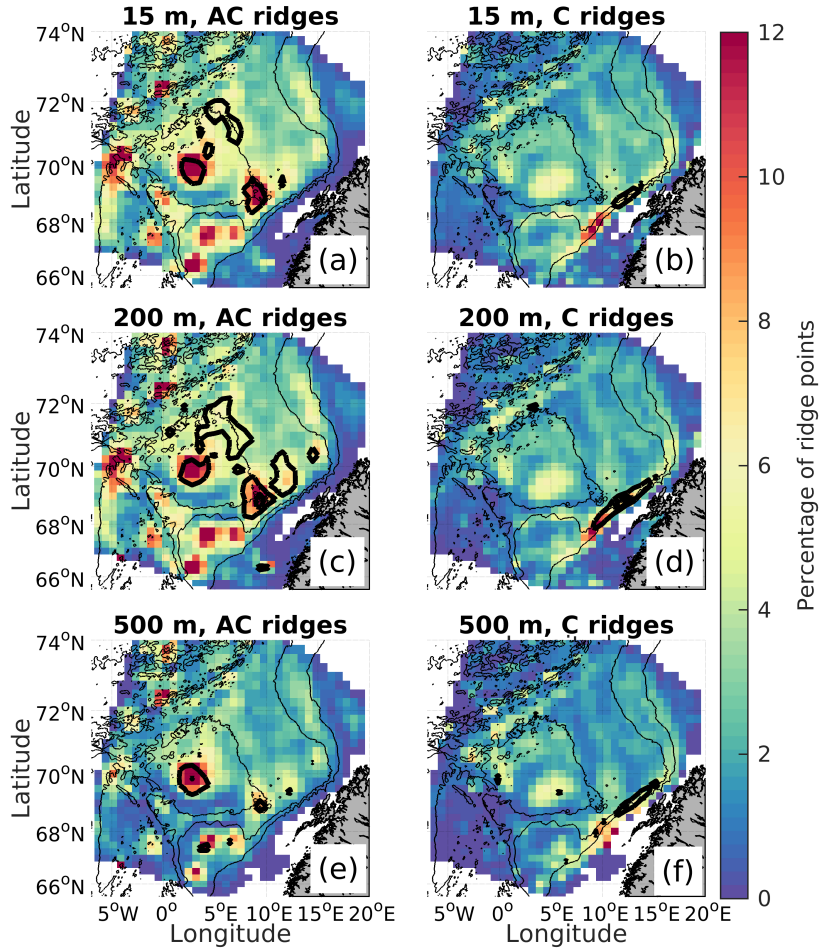 15 m, AC ridges
15 m, C ridges
74°N
72°N
70°N
68°N
66°N
Latitude
(a)
(b)
200 m, AC ridges
200 m, C ridges
74°N
72°N
70°N
68°N
66°N
Latitude
(c)
(d)
500 m, AC ridges
500 m, C ridges
74°N
72°N
70°N
68°N
66°N
Latitude
(e)
(f)
5°W 0° 5°E 10°E 15°E 20°E
5°W 0° 5°E 10°E 15°E 20°E
Longitude
Longitude
12
10
8
6
4
2
0
Percentage of ridge points